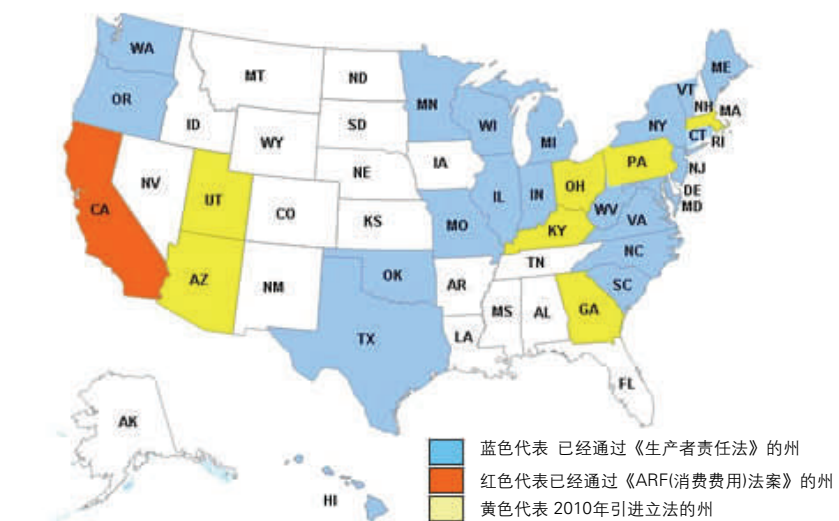 WA
MT
ND
MN
ME
VT
NH
MA
OR
ID
SD
WI
MI
NY
CT
RI
WY
IA
PA
NJ
NV
NE
IL
IN
OH
DE
MD
UT
CO
KS
MO
WV
VA
CA
KY
NC
AZ
NM
OK
AR
TN
SC
MS
AL
GA
TX
LA
FL
AK
HI
蓝色代表 已经通过《生产者责任法》的州
红色代表已经通过《ARF(消费费用)法案》的州
黄色代表 2010年引进立法的州